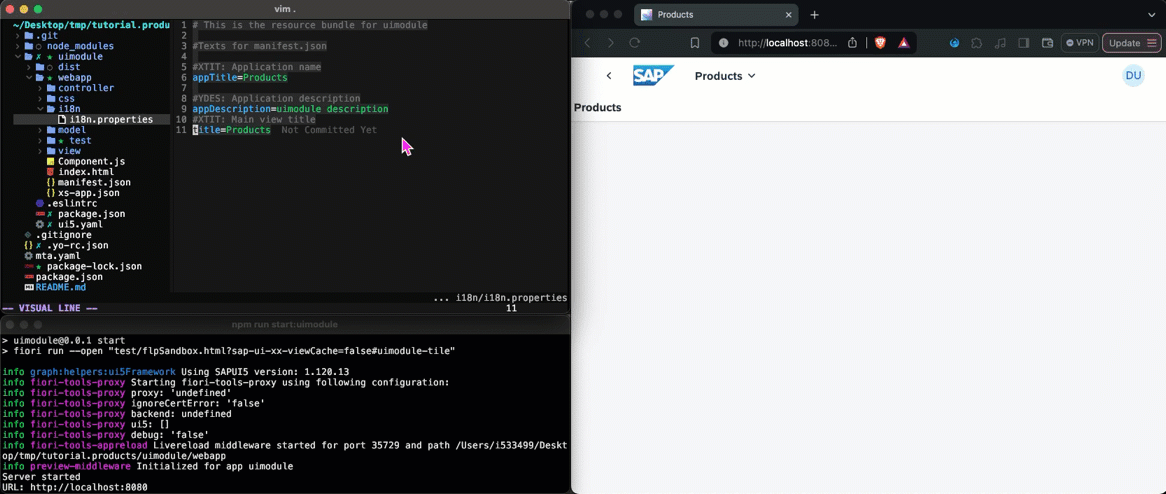 vim .
~/Desktop/tmp/tutorial.produ
.git
node_modules
uimodule
dist
webapp
controller
css
i18n
i18n.properties
model
test
view
Component.js
index.html
manifest.json
xs-app.json
.eslintrc
package.json
ui5.yaml
.gitignore
.yo-rc.json
mta.yaml
package-lock.json
package.json
README.md
1 # This is the resource bundle for uimodule
2
3 #Texts for manifest.json
4
5 #XTIT: Application name
6 appTitle=Products
7
8 #YDES: Application description
9 appDescription=uimodule description
10 #XTIT: Main view title
11 title=Products Not Committed Yet
... i18n/i18n.properties
-- VISUAL LINE -- 11
npm run start:uimodule
> uimodule@0.0.1 start
> fiori run --open "test/flpSandbox.html?sap-ui-xx-viewCache=false#uimodule-tile"
info graph:helpers:ui5Framework Using SAPUI5 version: 1.120.13
info fiori-tools-proxy Starting fiori-tools-proxy using following configuration:
info fiori-tools-proxy proxy: 'undefined'
info fiori-tools-proxy ignoreCertError: 'false'
info fiori-tools-proxy backend: undefined
info fiori-tools-proxy ui5: []
info fiori-tools-proxy debug: 'false'
info fiori-tools-appreload Livereload middleware started for port 35729 and path /Users/i533499/Deskt
op/tmp/tutorial.products/uimodule/webapp
info preview-middleware Initialized for app uimodule
Server started
URL: http://localhost:8080
Products
http://localhost:808...
VPN
Update
SAP
Products
DU
Products